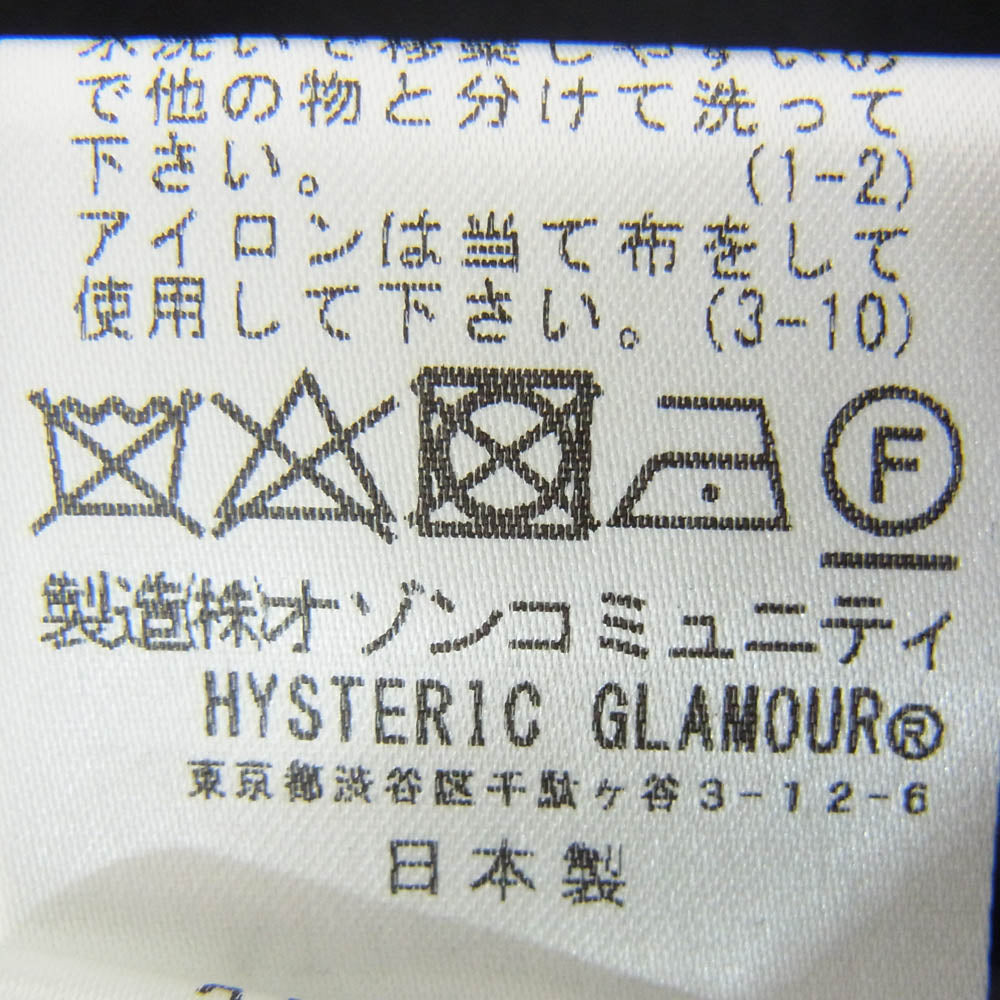 で他の物と分けて洗って
下さい。 (1-2)
アイロンは当て布をして
使用して下さい。(3-10)
F
製造(株)オゾンコミュニティ
HYSTERIC GLAMOUR®
東京都渋谷区千駄ヶ谷3-12-6
日本製